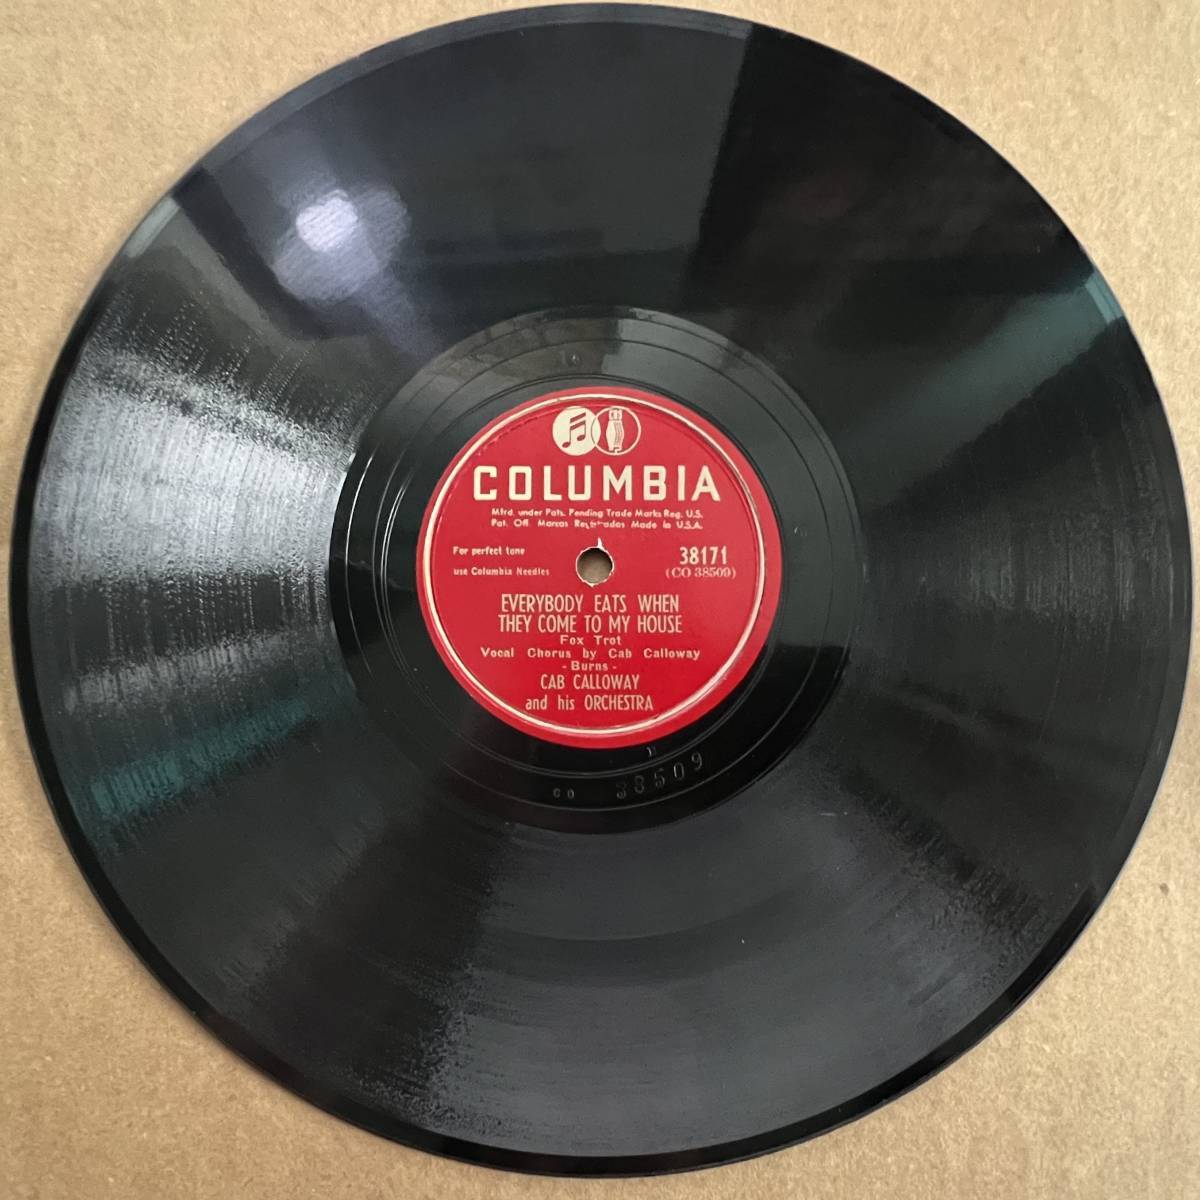 COLUMBIA
Mfrd. under Pats. Pending Trade Marks Reg. U.S.
Pat. Off. Marcas Registradas Made in U.S.A.
For perfect tone
use Columbia Needles
38171
(CO 38509)
EVERYBODY EATS WHEN
THEY COME TO MY HOUSE
Fox Trot
Vocal Chorus by Cab Calloway
- Burns -
CAB CALLOWAY
and his ORCHESTRA
CO 38509